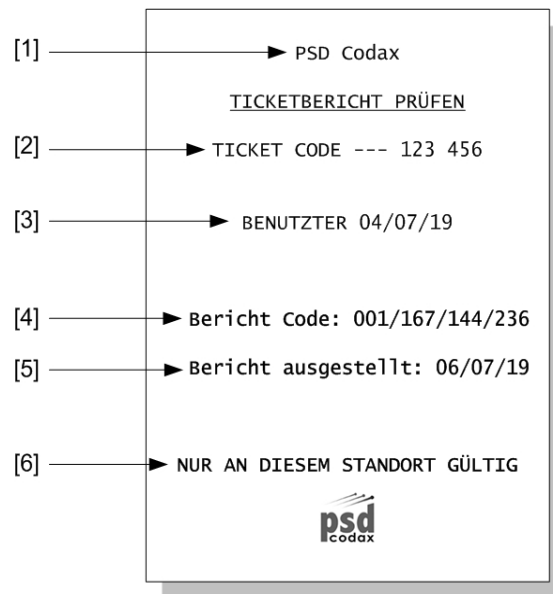 [1] PSD Codax
TICKETBERICHT PRÜFEN
[2] TICKET CODE --- 123 456
[3] BENUTZTER 04/07/19
[4] Bericht Code: 001/167/144/236
[5] Bericht ausgestellt: 06/07/19
[6] NUR AN DIESEM STANDORT GÜLTIG
psd
codax